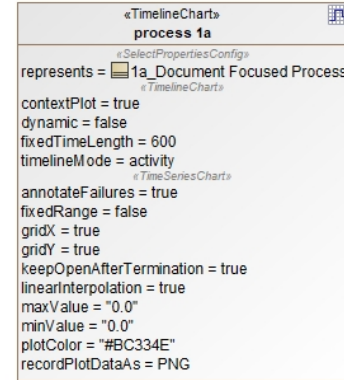 «TimelineChart»
process 1a
«SelectPropertiesConfig»
represents = 1a_Document Focused Process
«TimelineChart»
contextPlot = true
dynamic = false
fixedTimeLength = 600
timelineMode = activity
«TimeSeriesChart»
annotateFailures = true
fixedRange = false
gridX = true
gridY = true
keepOpenAfterTermination = true
linearInterpolation = true
maxValue = "0.0"
minValue = "0.0"
plotColor = "#BC334E"
recordPlotDataAs = PNG